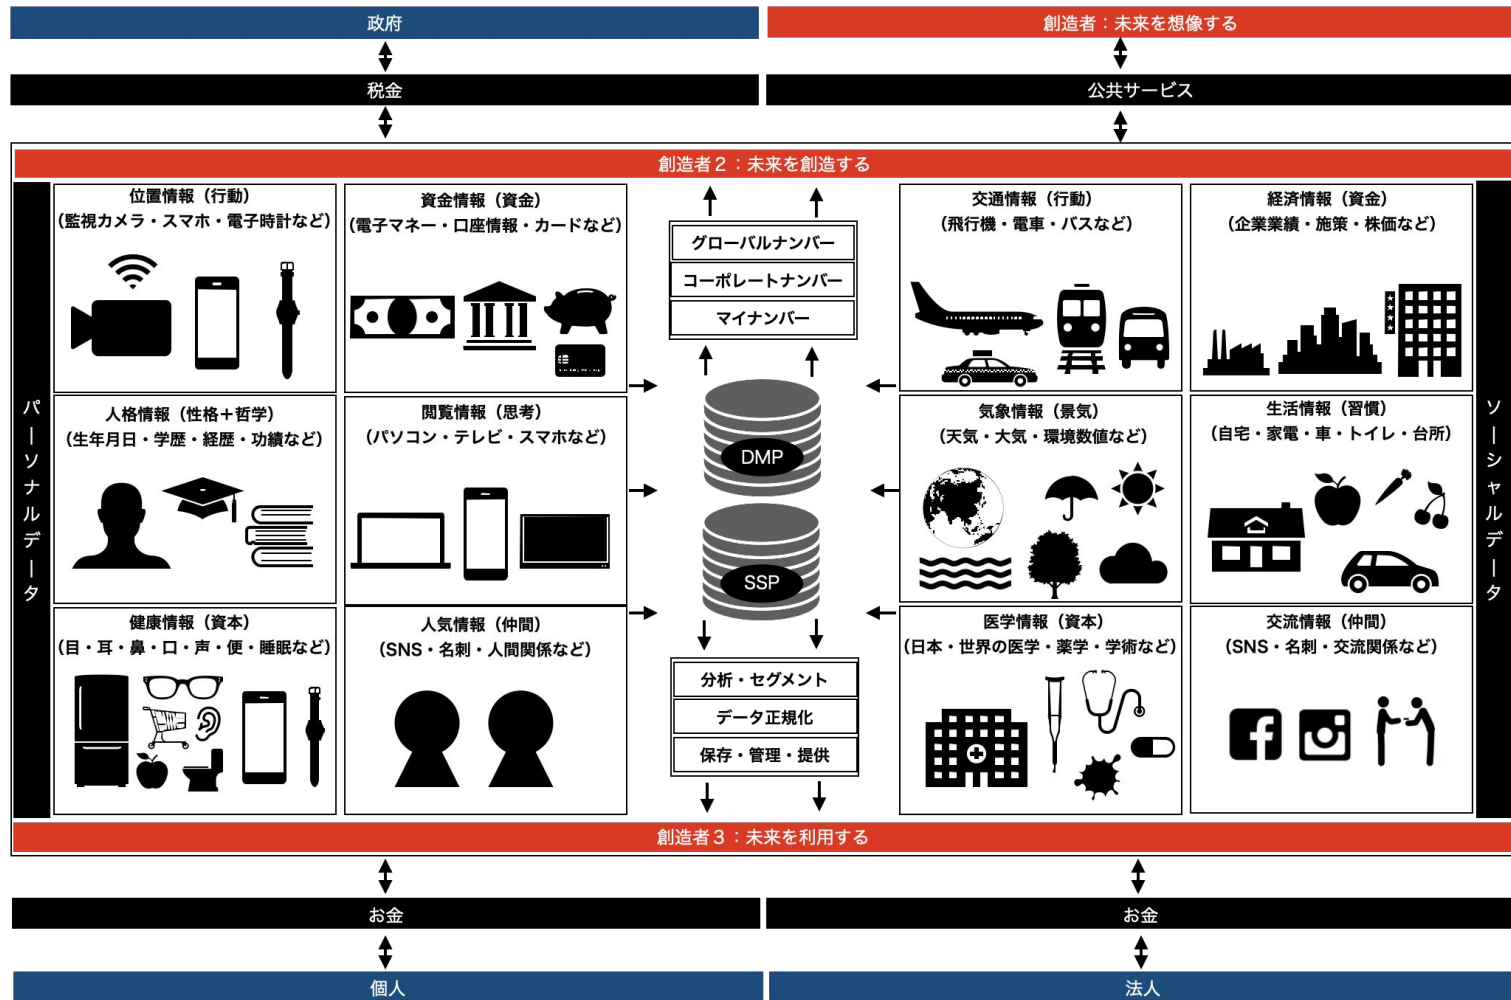 政府
創造者：未来を想像する
税金
公共サービス
創造者２：未来を創造する
パーソナルデータ
位置情報（行動）
（監視カメラ・スマホ・電子時計など）
資金情報（資金）
（電子マネー・口座情報・カードなど）
グローバルナンバー
コーポレートナンバー
マイナンバー
交通情報（行動）
（飛行機・電車・バスなど）
経済情報（資金）
（企業業績・施策・株価など）
ソーシャルデータ
人格情報（性格＋哲学）
（生年月日・学歴・経歴・功績など）
閲覧情報（思考）
（パソコン・テレビ・スマホなど）
DMP
SSP
気象情報（景気）
（天気・大気・環境数値など）
生活情報（習慣）
（自宅・家電・車・トイレ・台所）
健康情報（資本）
（目・耳・鼻・口・声・便・睡眠など）
人気情報（仲間）
（SNS・名刺・人間関係など）
分析・セグメント
データ正規化
保存・管理・提供
医学情報（資本）
（日本・世界の医学・薬学・学術など）
交流情報（仲間）
（SNS・名刺・交流関係など）
創造者３：未来を利用する
お金
お金
個人
法人